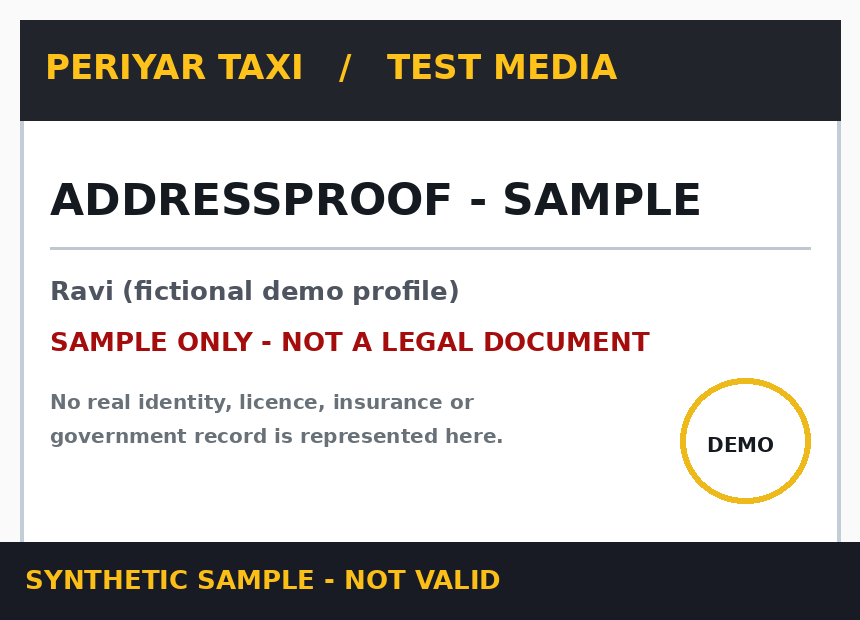 PERIYAR TAXI / TEST MEDIA
ADDRESSPROOF - SAMPLE
Ravi (fictional demo profile)
SAMPLE ONLY - NOT A LEGAL DOCUMENT
No real identity, licence, insurance or
government record is represented here.
DEMO
SYNTHETIC SAMPLE - NOT VALID